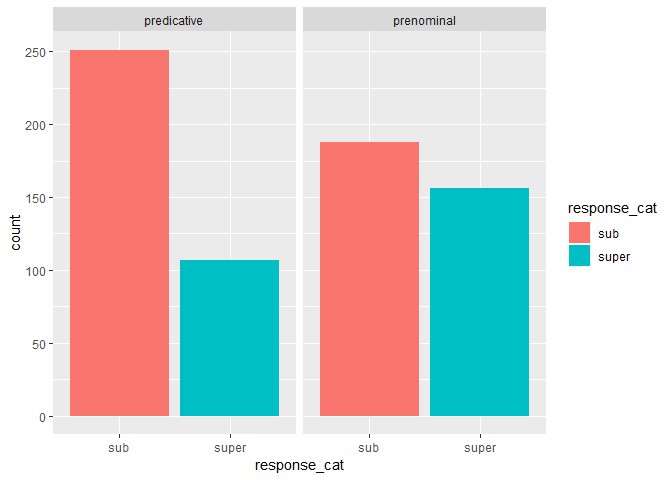 predicative
prenominal
250
200
150
100
50
0
count
sub
super
sub
super
response_cat
response_cat
sub
super